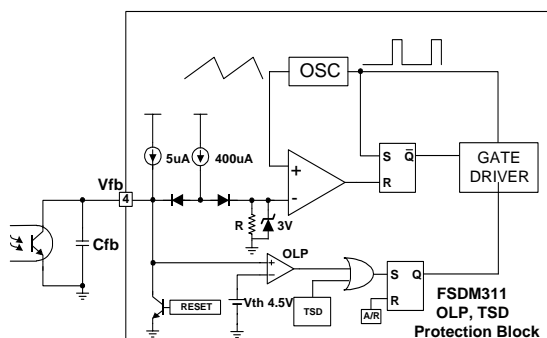 OSC
5uA
400uA
+
-
S
Q̄
R
GATE
DRIVER
Vfb
4
Cfb
R
3V
OLP
+
-
Vth 4.5V
RESET
TSD
S
Q
R
A/R
FSDM311
OLP, TSD
Protection Block